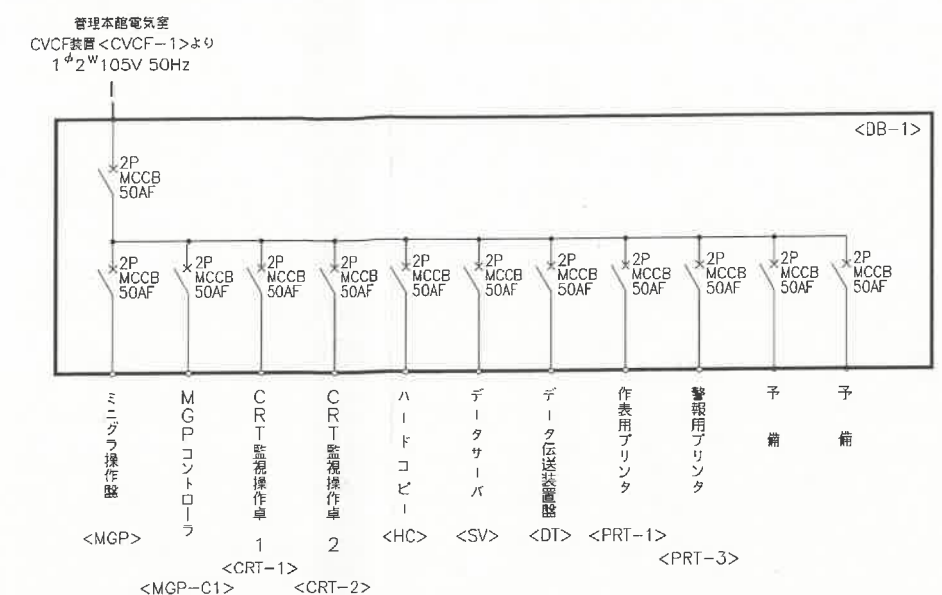 管理本館電気室
CVCF装置<CVCF-1>より
1φ2W105V 50Hz
<DB-1>
2P
MCCB
50AF
2P
MCCB
50AF
2P
MCCB
50AF
2P
MCCB
50AF
2P
MCCB
50AF
2P
MCCB
50AF
2P
MCCB
50AF
2P
MCCB
50AF
2P
MCCB
50AF
2P
MCCB
50AF
2P
MCCB
50AF
2P
MCCB
50AF
ミニグラ操作盤
<MGP>
MGPコントローラ
<MGP-C1>
CRT監視操作卓1
<CRT-1>
CRT監視操作卓2
<CRT-2>
ハードコピー
<HC>
データサーバ
<SV>
データ伝送装置盤
<DT>
作表用プリンタ
<PRT-1>
警報用プリンタ
<PRT-3>
予備
予備